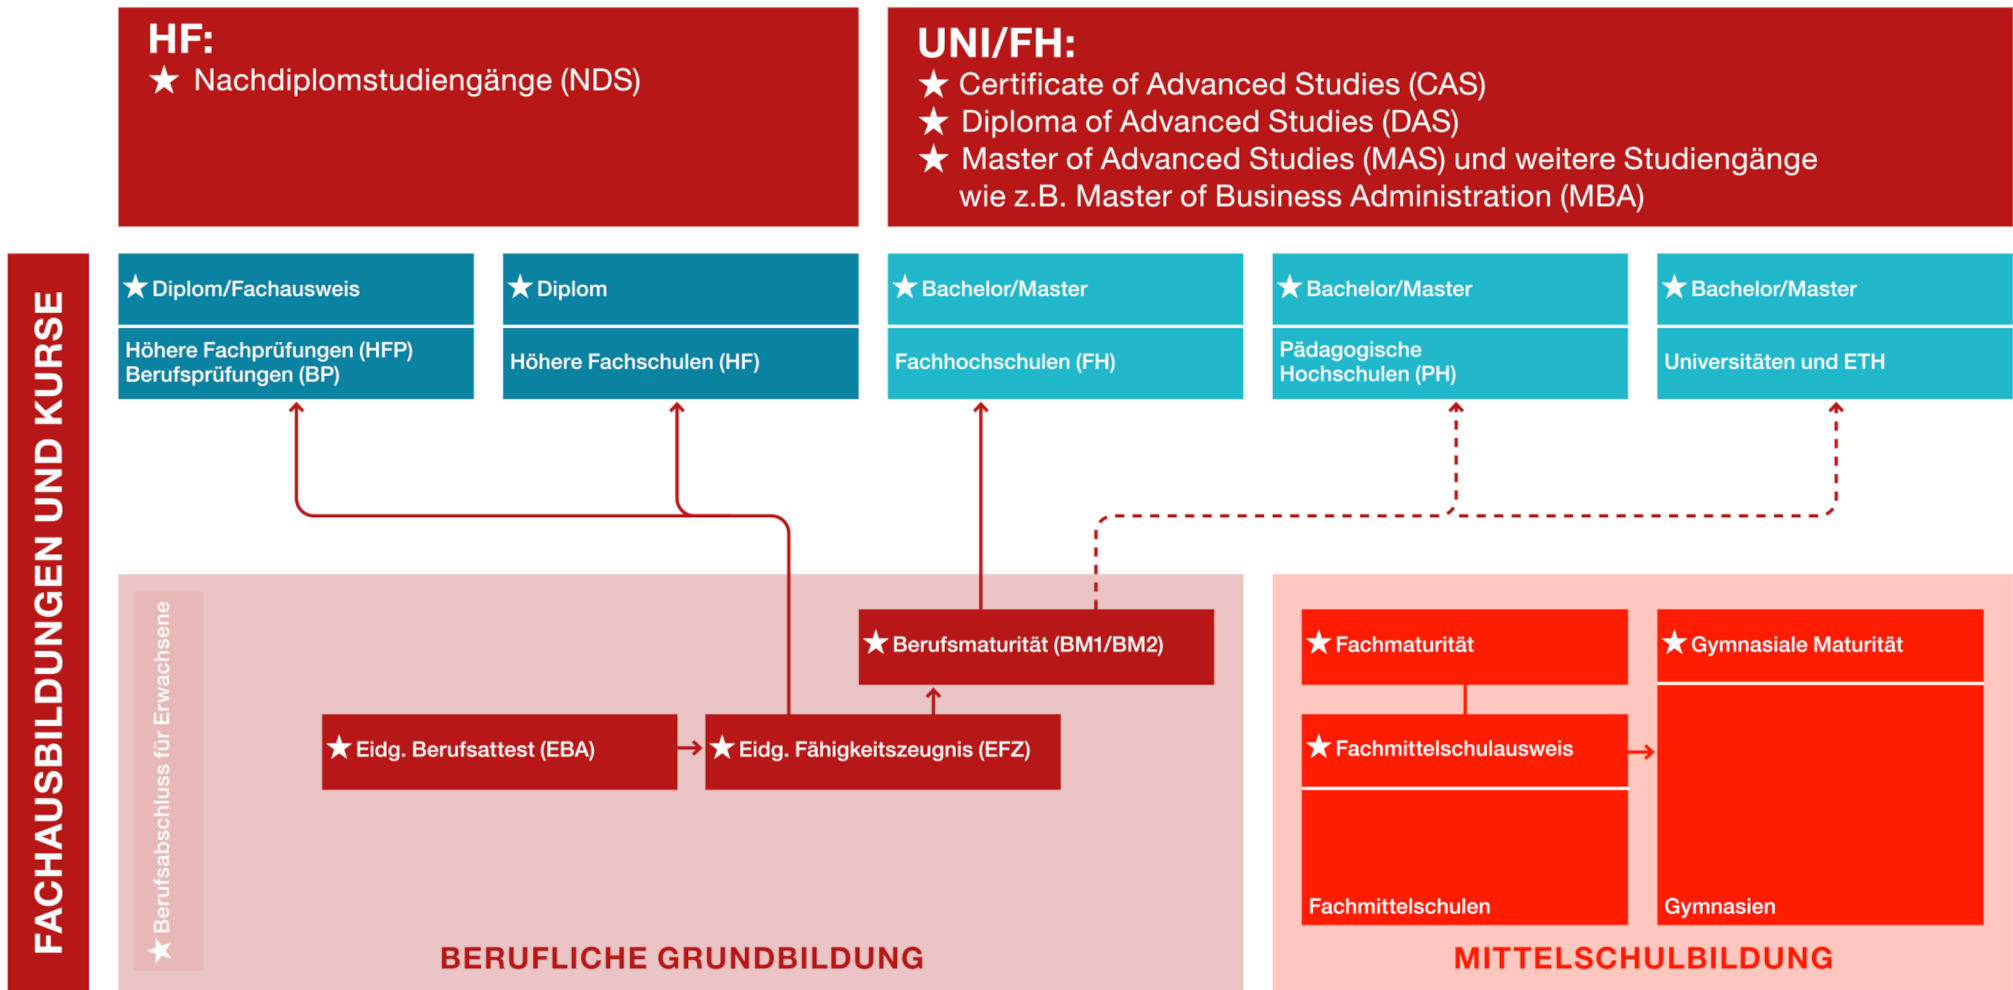 HF:
★ Nachdiplomstudiengänge (NDS)
UNI/FH:
★ Certificate of Advanced Studies (CAS)
★ Diploma of Advanced Studies (DAS)
★ Master of Advanced Studies (MAS) und weitere Studiengänge
wie z.B. Master of Business Administration (MBA)
FACHAUSBILDUNGEN UND KURSE
★ Diplom/Fachausweis
Höhere Fachprüfungen (HFP)
Berufsprüfungen (BP)
★ Diplom
Höhere Fachschulen (HF)
★ Bachelor/Master
Fachhochschulen (FH)
★ Bachelor/Master
Pädagogische
Hochschulen (PH)
★ Bachelor/Master
Universitäten und ETH
★ Berufsabschluss für Erwachsene
★ Berufsmaturität (BM1/BM2)
★ Eidg. Berufsattest (EBA)
★ Eidg. Fähigkeitszeugnis (EFZ)
BERUFLICHE GRUNDBILDUNG
★ Fachmaturität
★ Fachmittelschulausweis
Fachmittelschulen
★ Gymnasiale Maturität
Gymnasien
MITTELSCHULBILDUNG